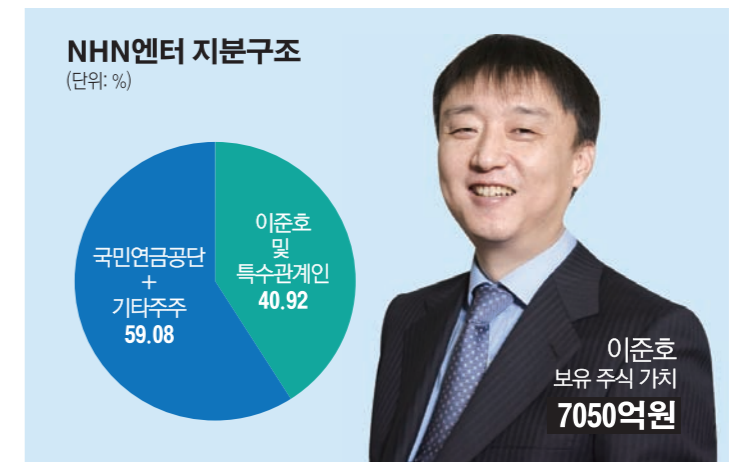 NHN엔터 지분구조
(단위: %)
국민연금공단
+
기타주주
59.08
이준호
및
특수관계인
40.92
이준호
보유 주식 가치
7050억원